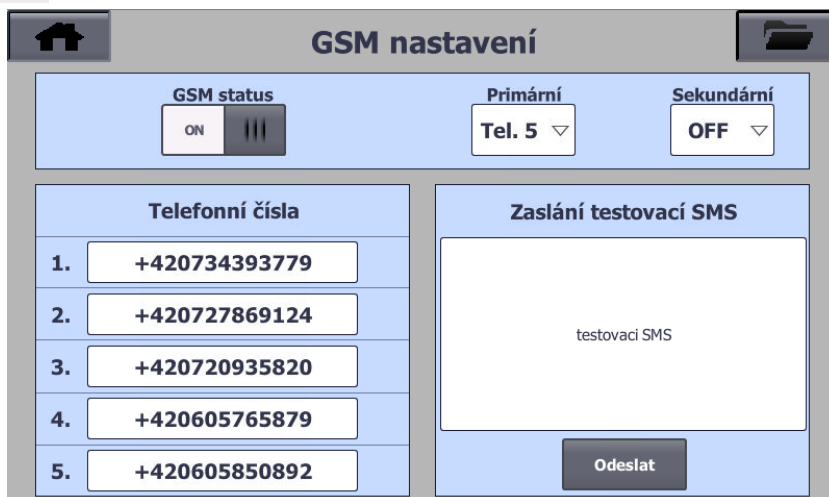 GSM nastavení
GSM status
ON
Primární
Tel. 5
Sekundární
OFF
Telefonní čísla
1. +420734393779
2. +420727869124
3. +420720935820
4. +420605765879
5. +420605850892
Zaslání testovací SMS
testovaci SMS
Odeslat